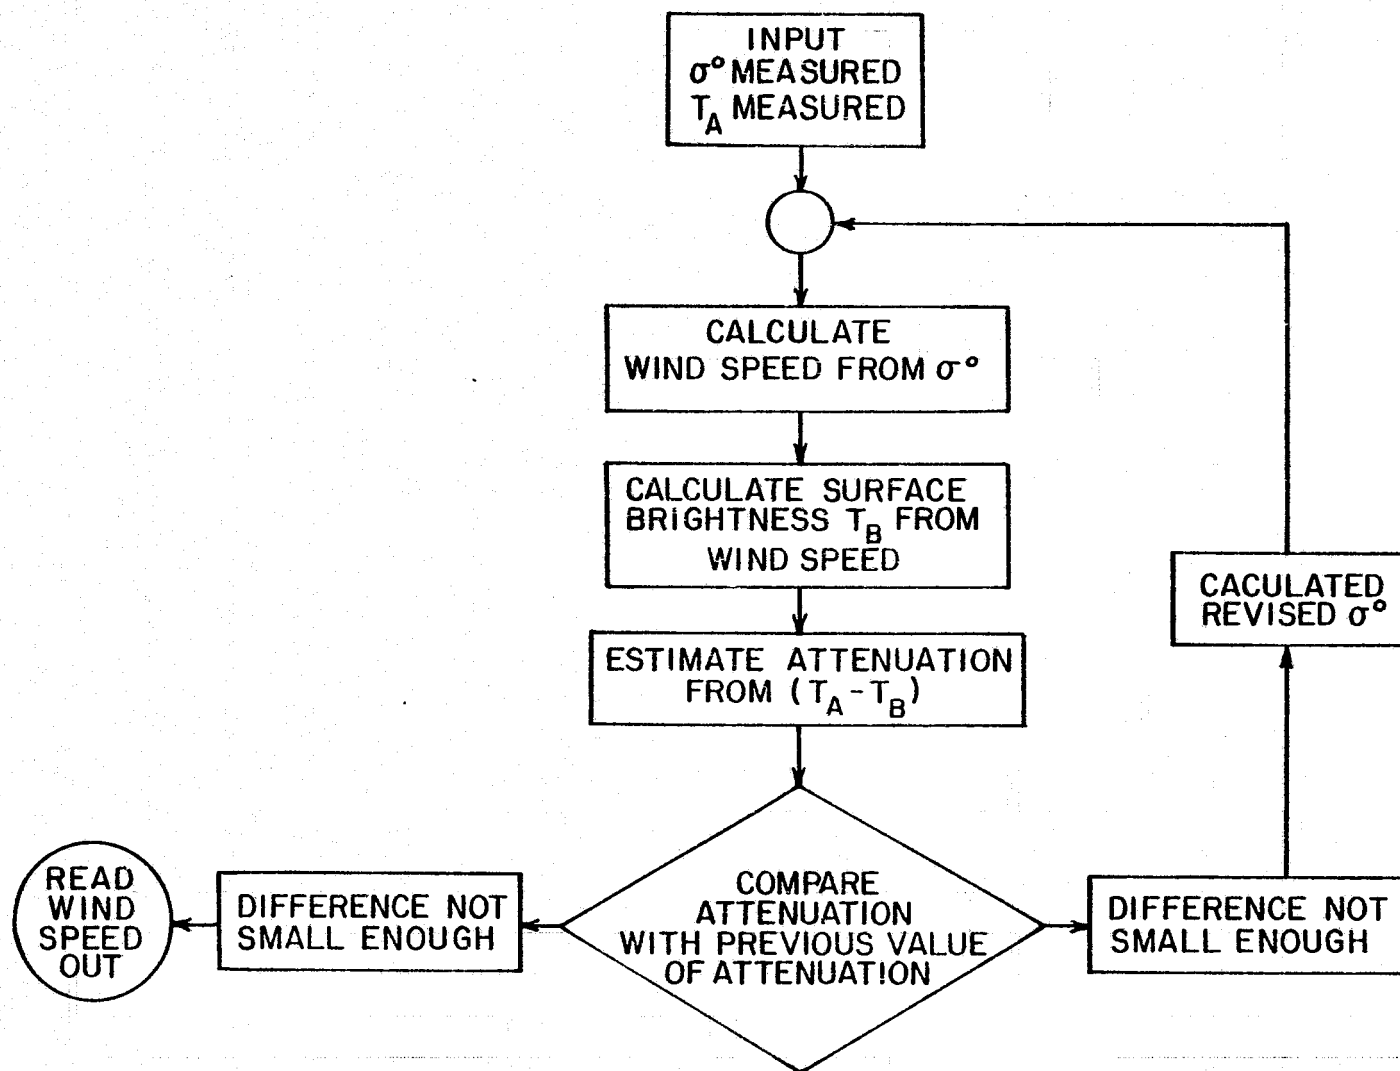 INPUT
σ° MEASURED
T_A MEASURED
CALCULATE
WIND SPEED FROM σ°
CALCULATE SURFACE
BRIGHTNESS T_B FROM
WIND SPEED
ESTIMATE ATTENUATION
FROM (T_A - T_B)
CACULATED
REVISED σ°
COMPARE
ATTENUATION
WITH PREVIOUS VALUE
OF ATTENUATION
READ
WIND
SPEED
OUT
DIFFERENCE NOT
SMALL ENOUGH
DIFFERENCE NOT
SMALL ENOUGH